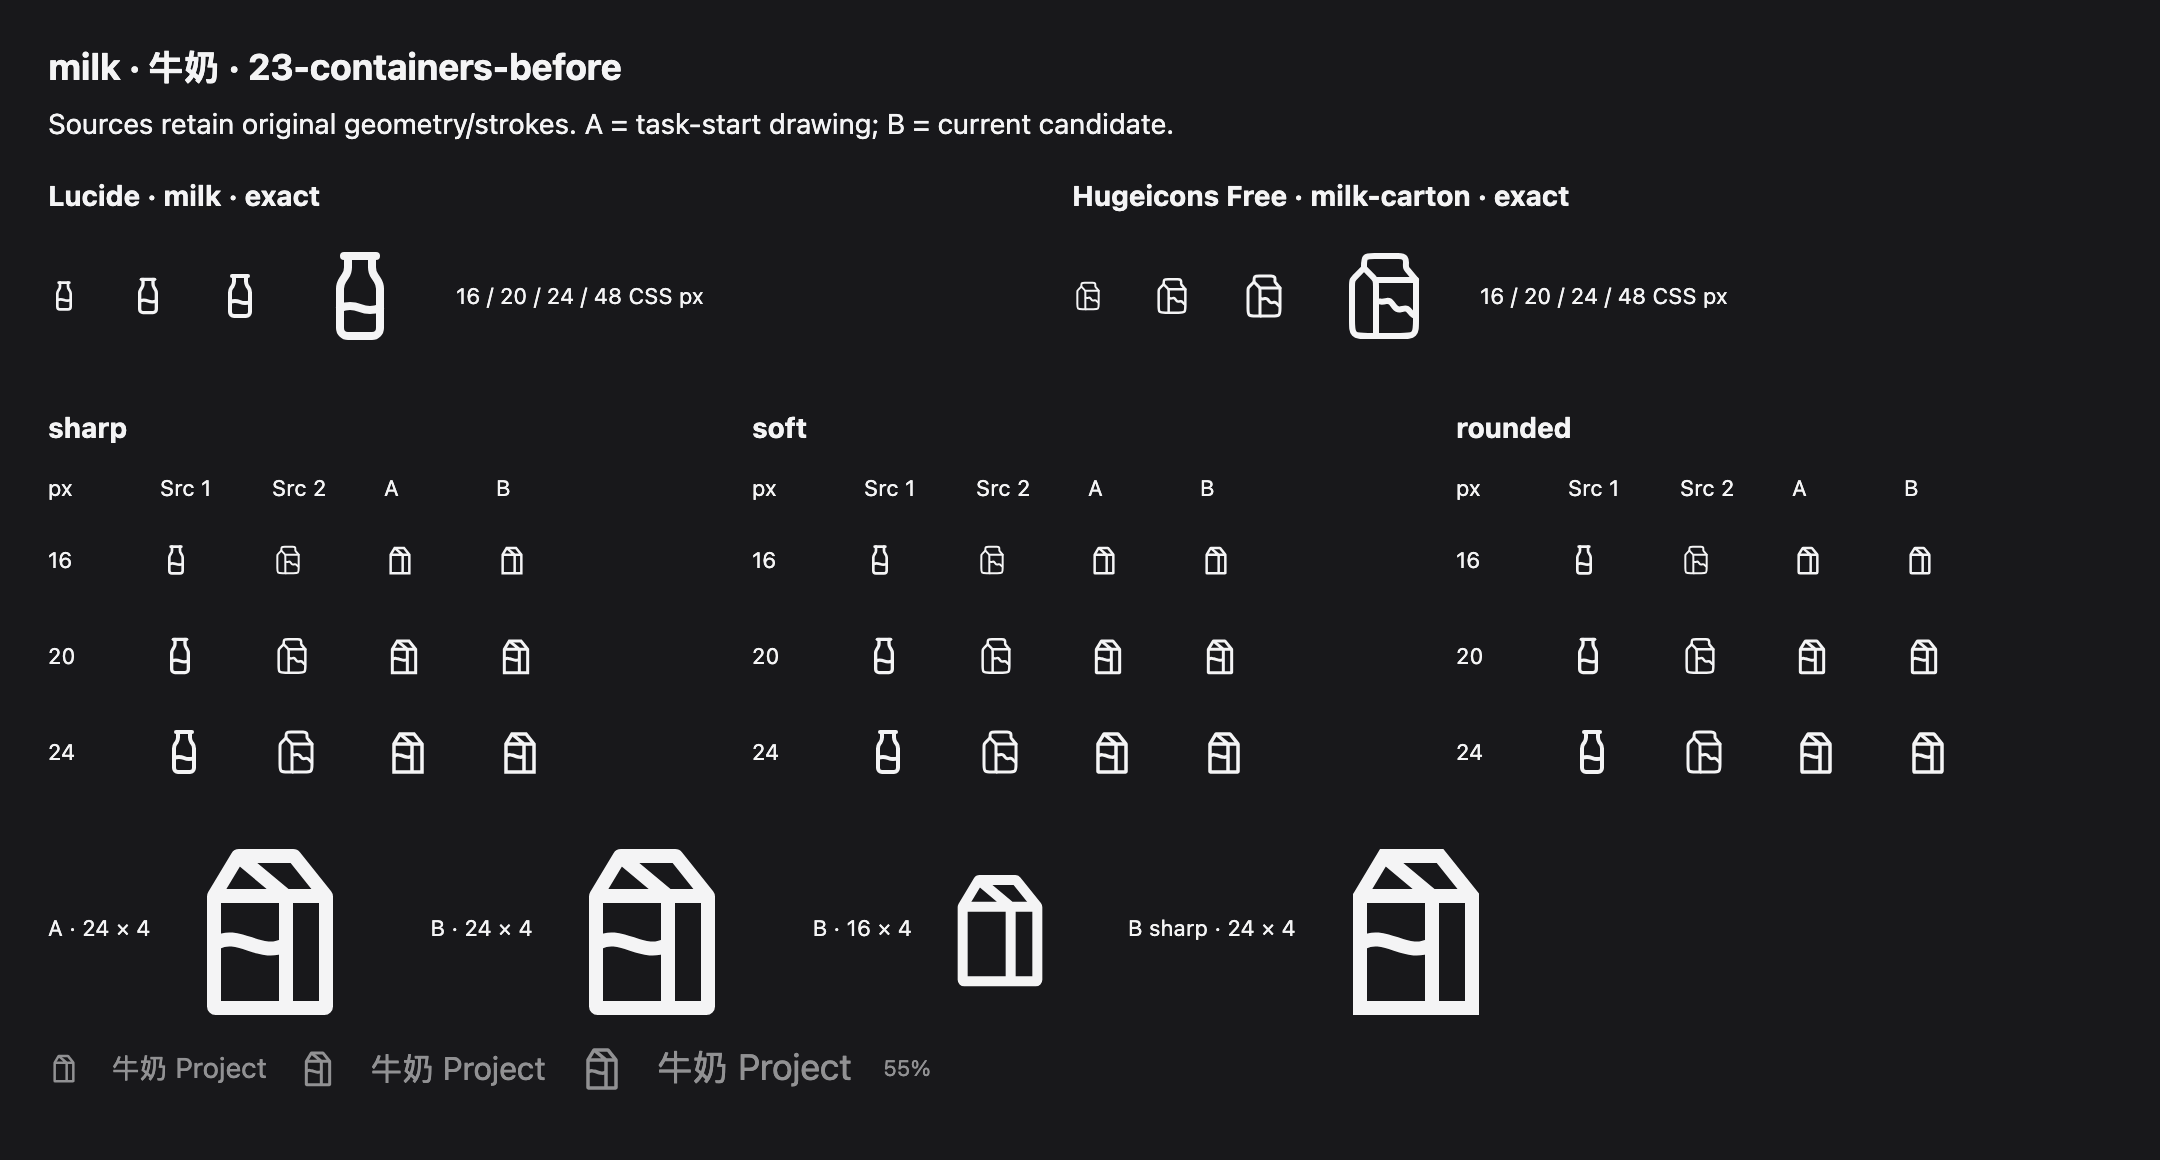 milk · 牛奶 · 23-containers-before
Sources retain original geometry/strokes. A = task-start drawing; B = current candidate.
Lucide · milk · exact
16 / 20 / 24 / 48 CSS px
Hugeicons Free · milk-carton · exact
16 / 20 / 24 / 48 CSS px
sharp
px Src 1 Src 2 A B
16
20
24
soft
px Src 1 Src 2 A B
16
20
24
rounded
px Src 1 Src 2 A B
16
20
24
A · 24 × 4
B · 24 × 4
B · 16 × 4
B sharp · 24 × 4
牛奶 Project 牛奶 Project 牛奶 Project 55%